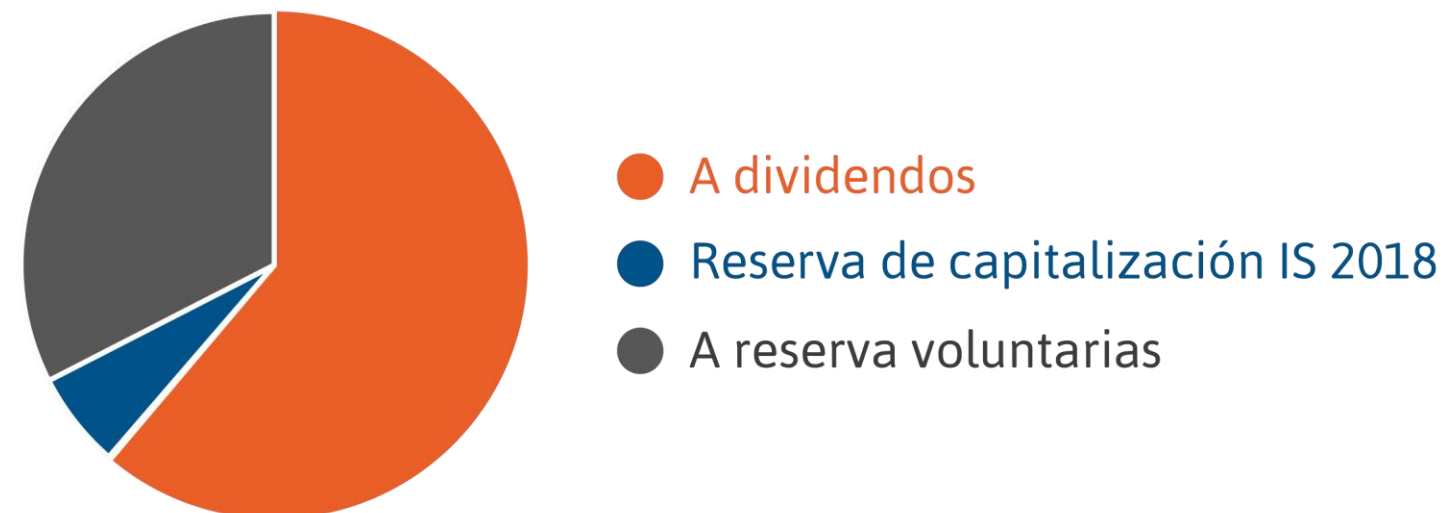 A dividendos
Reserva de capitalización IS 2018
A reserva voluntarias